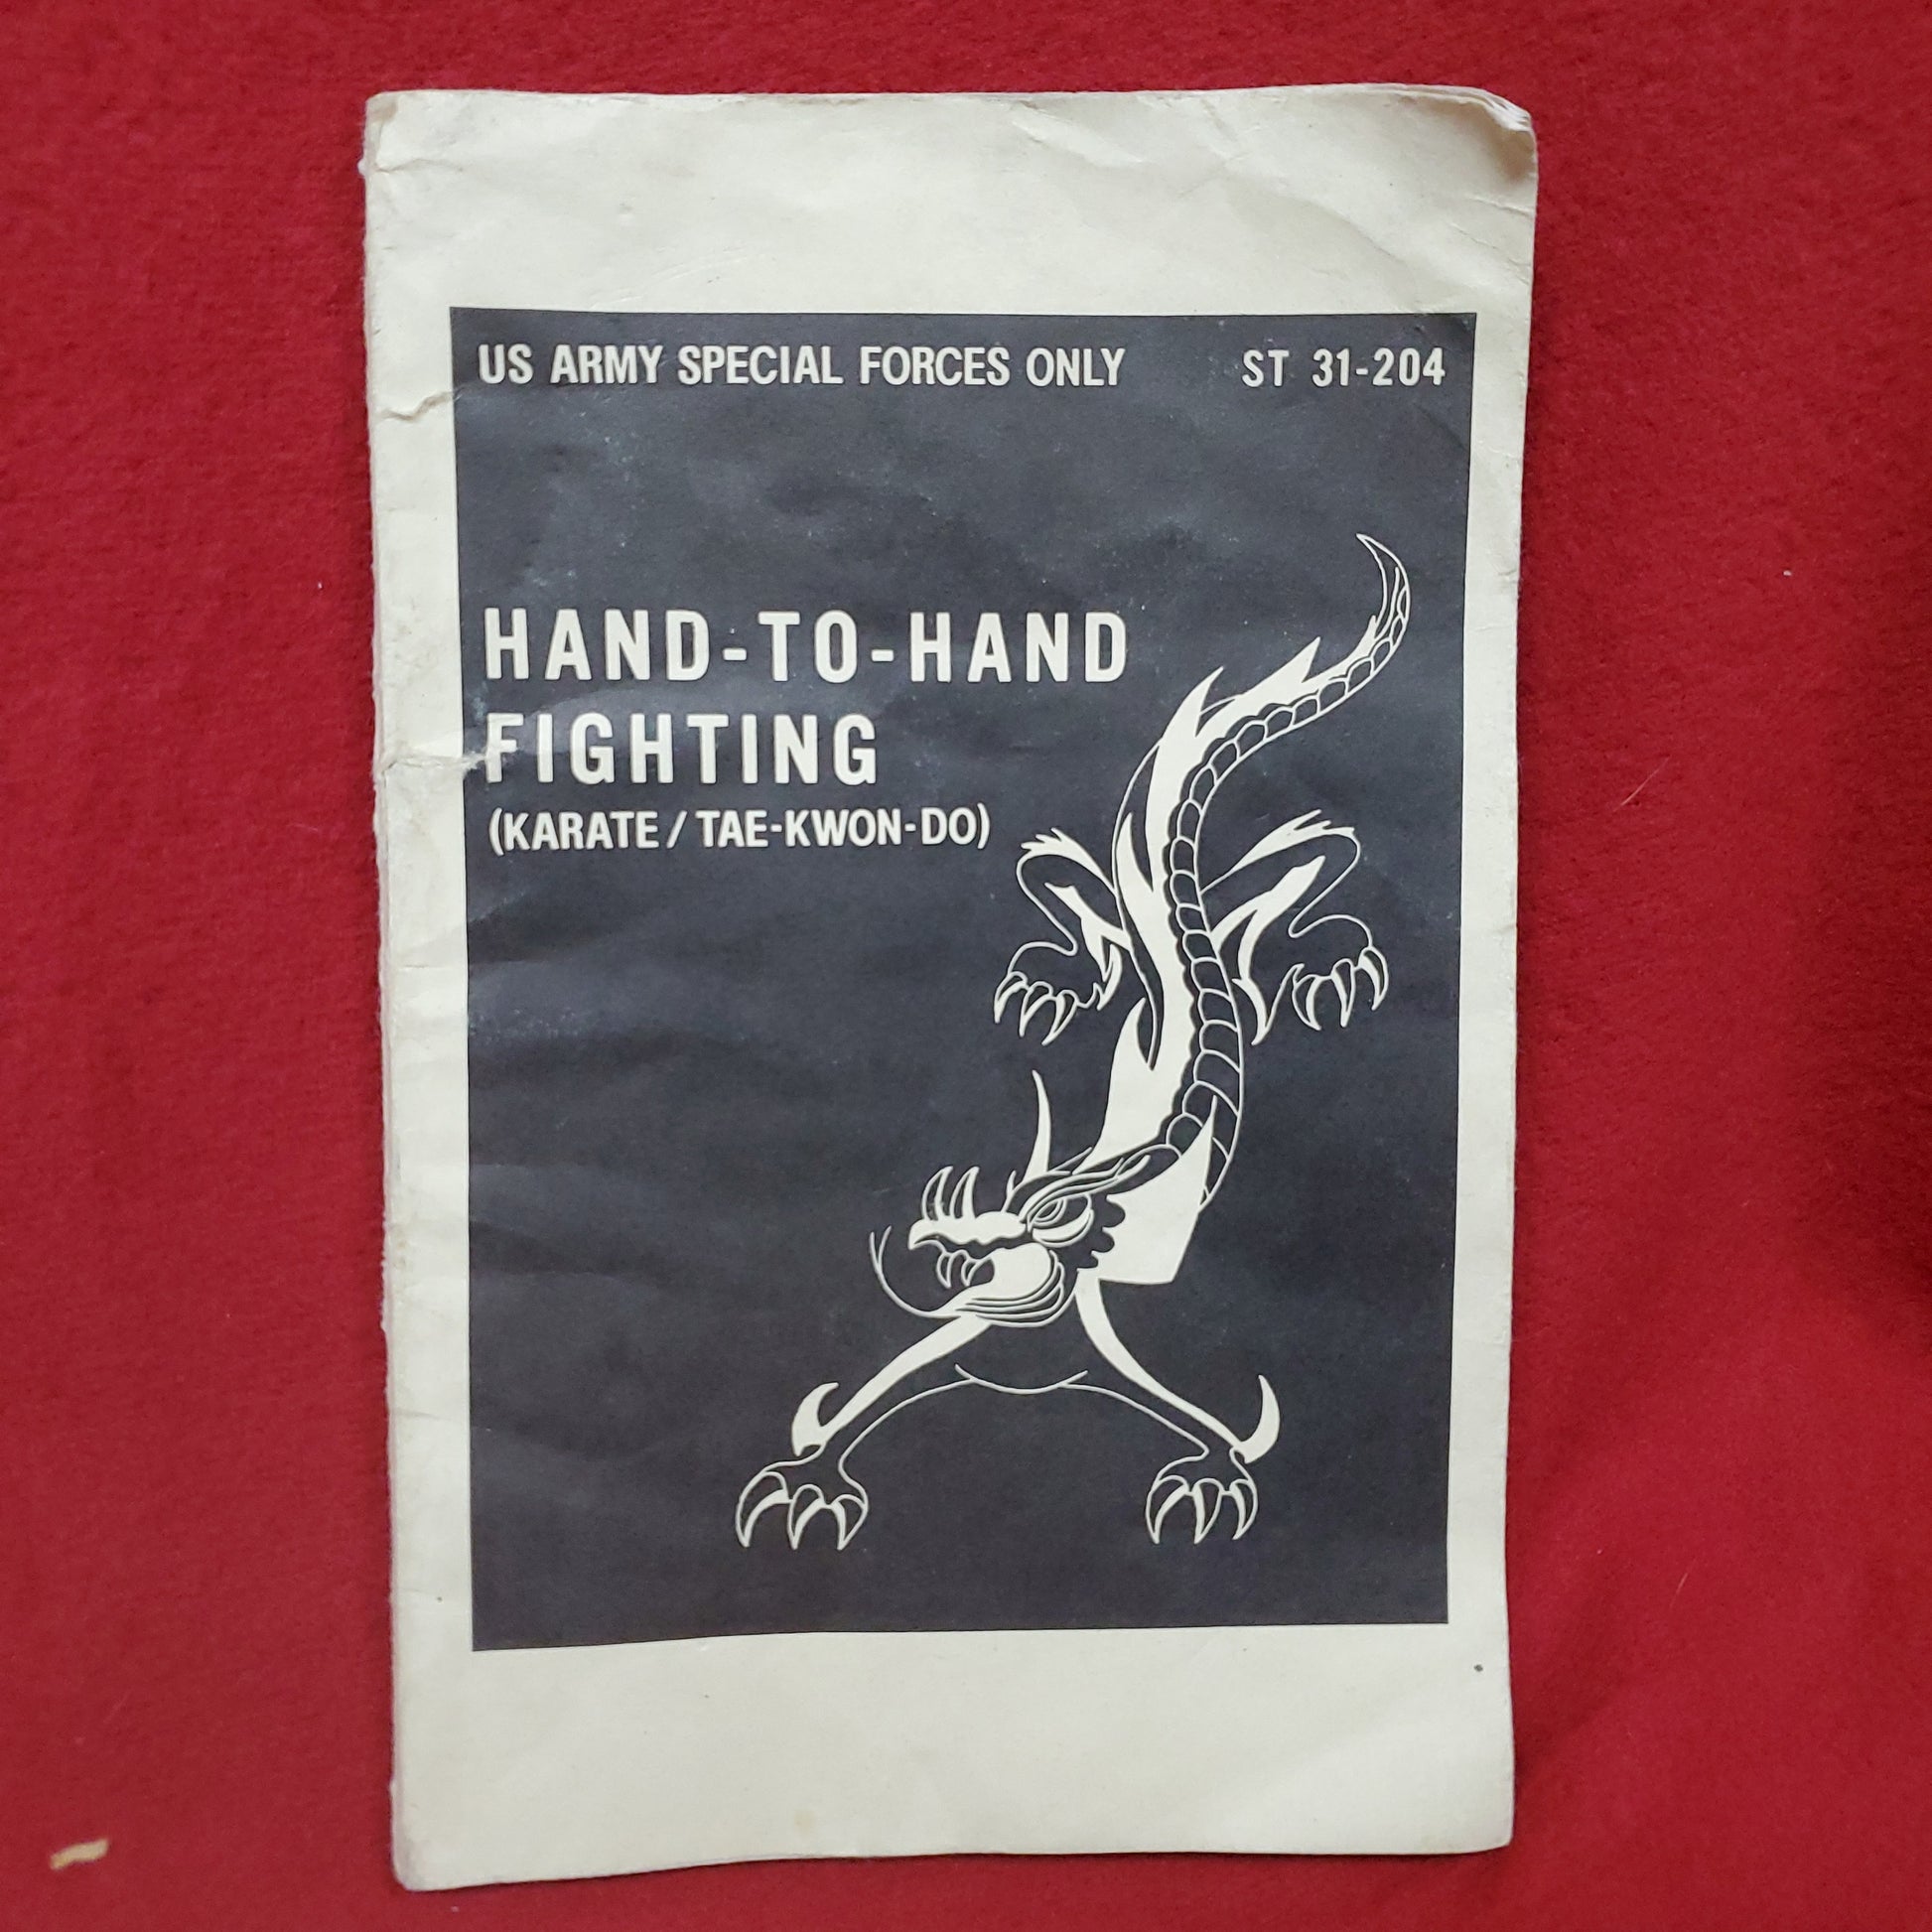 US ARMY SPECIAL FORCES ONLY ST 31-204
HAND-TO-HAND
FIGHTING
(KARATE / TAE-KWON-DO)